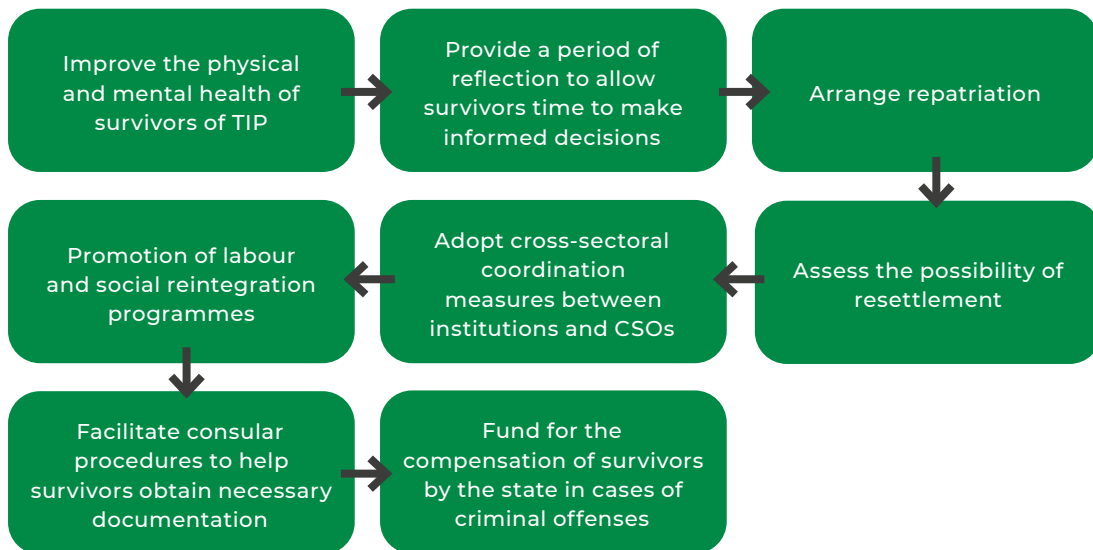 Improve the physical
and mental health of
survivors of TIP
Provide a period of
reflection to allow
survivors time to make
informed decisions
Arrange repatriation
Assess the possibility of
resettlement
Adopt cross-sectoral
coordination
measures between
institutions and CSOs
Promotion of labour
and social reintegration
programmes
Facilitate consular
procedures to help
survivors obtain necessary
documentation
Fund for the
compensation of survivors
by the state in cases of
criminal offenses